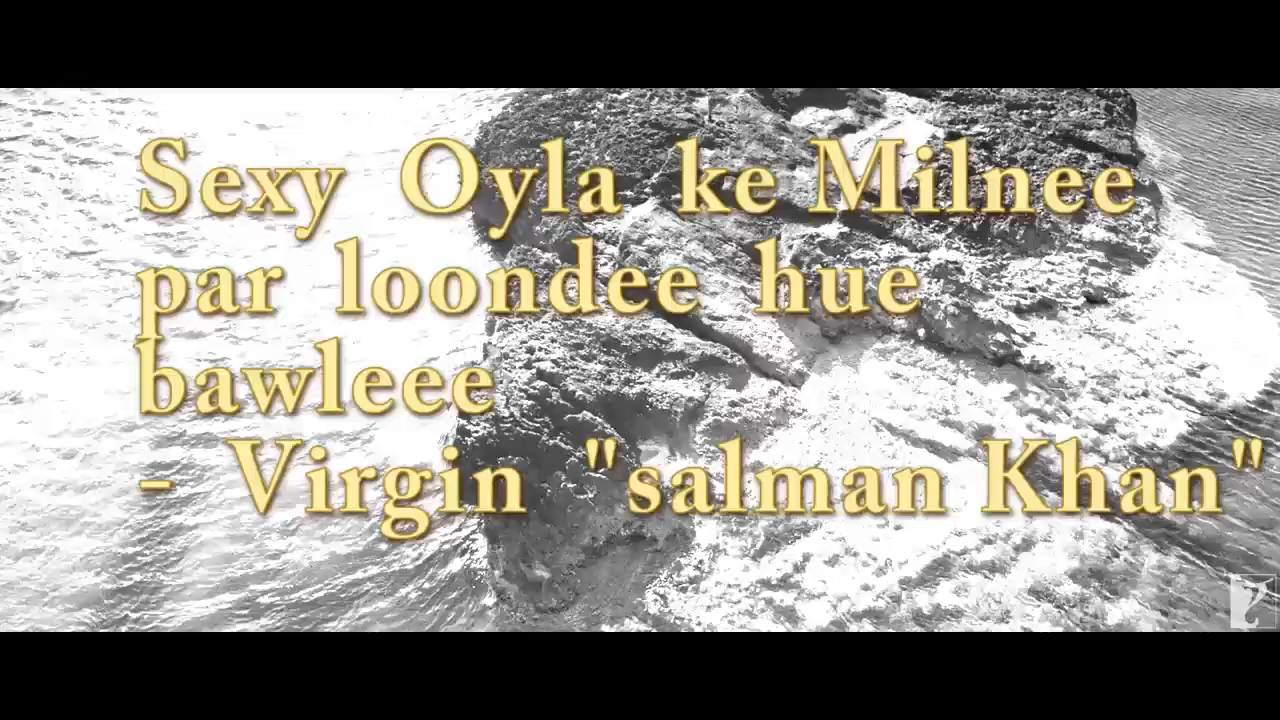 Sexy Oyla ke Milnee
par loondee hue
bawleee
- Virgin "salman Khan"